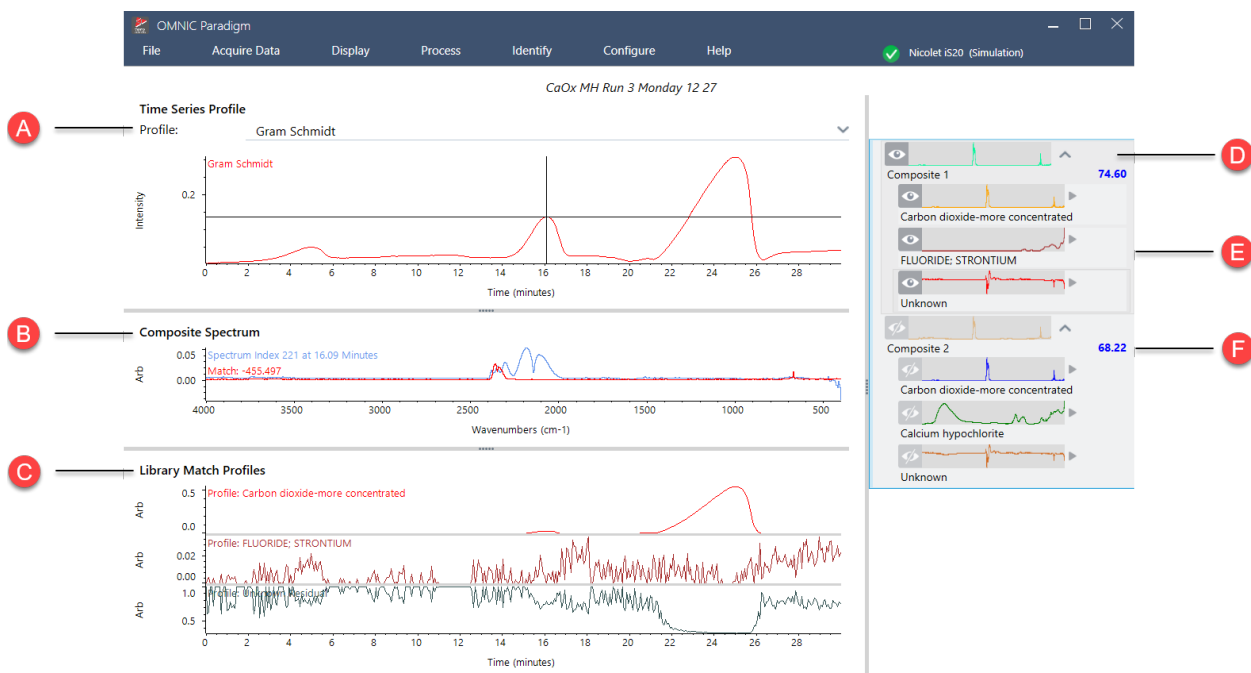 OMNIC Paradigm
File Acquire Data Display Process Identify Configure Help
Nicolet iS20 (Simulation)
CaOx MH Run 3 Monday 12 27
Time Series Profile
A
Profile: Gram Schmidt
Gram Schmidt
Intensity
0.2
0 2 4 6 8 10 12 14 16 18 20 22 24 26 28
Time (minutes)
B
Composite Spectrum
Spectrum Index 221 at 16.09 Minutes
Match: -455.497
Arb
0.05
0.00
4000 3500 3000 2500 2000 1500 1000 500
Wavenumbers (cm-1)
C
Library Match Profiles
Profile: Carbon dioxide-more concentrated
Arb
0.5
0.0
Profile: FLUORIDE; STRONTIUM
Arb
0.02
0.00
Profile: Unknown Residual
Arb
1.0
0.5
0 2 4 6 8 10 12 14 16 18 20 22 24 26 28
Time (minutes)
D
Composite 1 74.60
Carbon dioxide-more concentrated
E
FLUORIDE; STRONTIUM
Unknown
F
Composite 2 68.22
Carbon dioxide-more concentrated
Calcium hypochlorite
Unknown